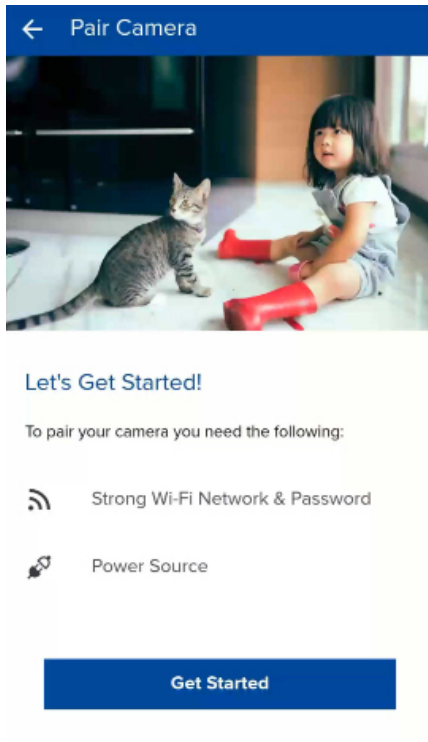 Pair Camera
Let's Get Started!
To pair your camera you need the following:
Strong Wi-Fi Network & Password
Power Source
Get Started